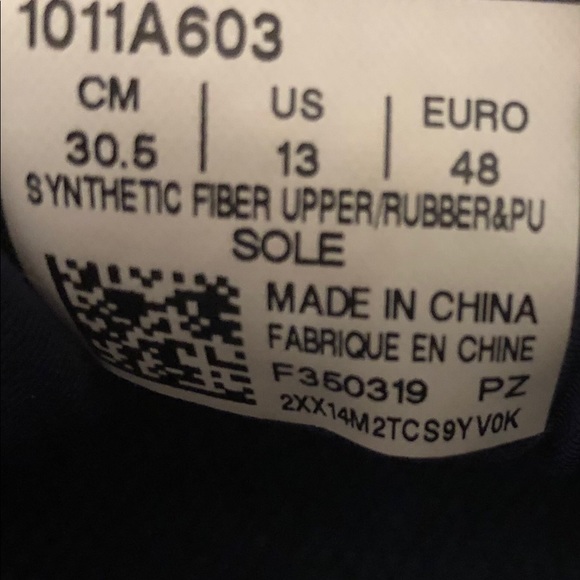 1011A603
CM | US | EURO
30.5 | 13 | 48
SYNTHETIC FIBER UPPER/RUBBER&PU
SOLE
MADE IN CHINA
FABRIQUE EN CHINE
F350319 PZ
2XX14M2TCS9YV0K